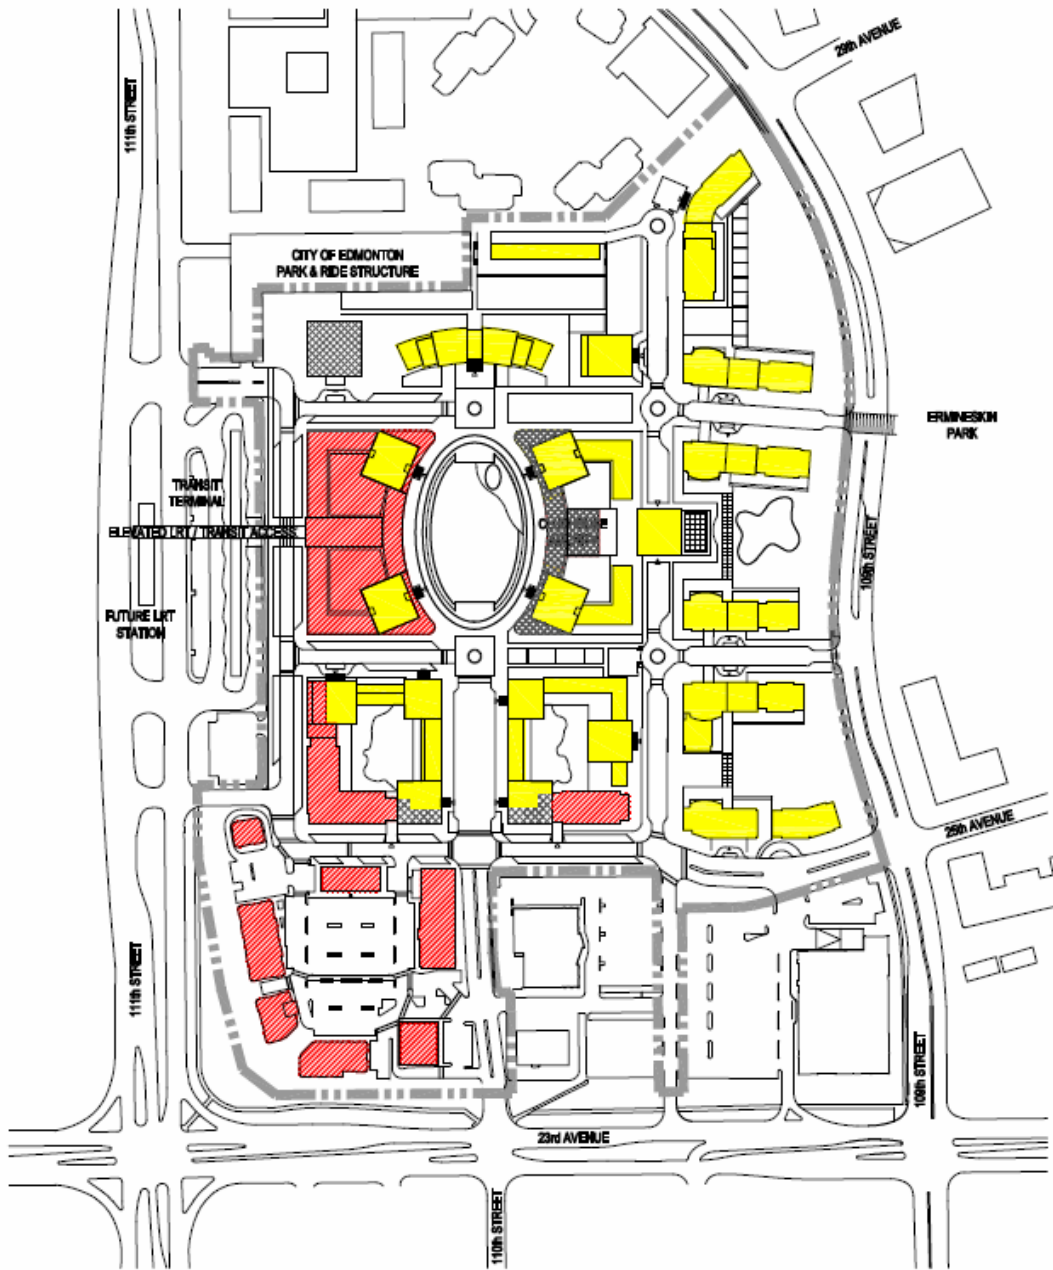 29th AVENUE
111th STREET
CITY OF EDMONTON
PARK & RIDE STRUCTURE
ERMINESKIN
PARK
TRANSIT
TERMINAL
ELEVATED LRT / TRANSIT ACCESS
109th STREET
FUTURE LRT
STATION
25th AVENUE
111th STREET
109th STREET
23rd AVENUE
110th STREET